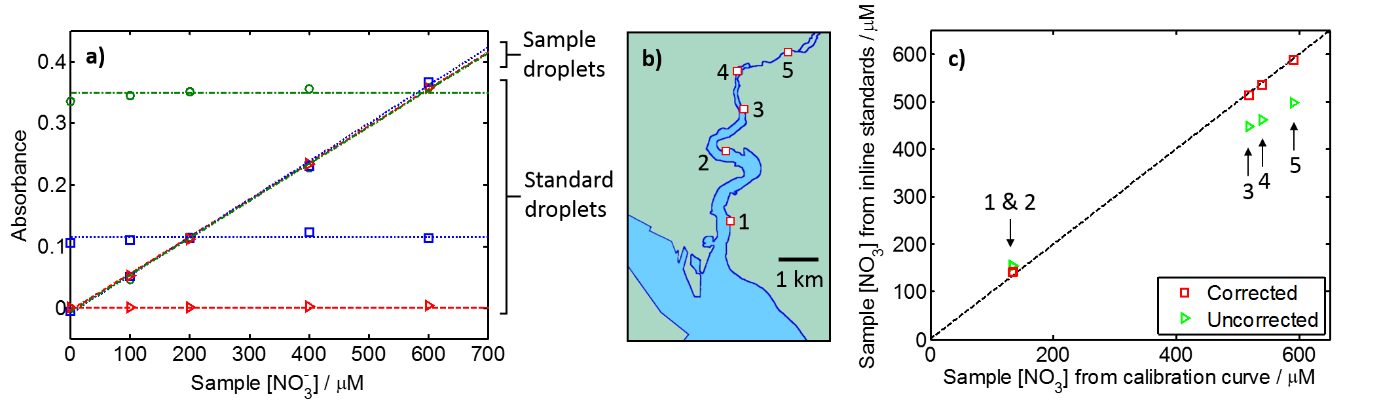 a)
Sample
droplets
Standard
droplets
0.4
0.3
0.2
0.1
0
Absorbance
0 100 200 300 400 500 600 700
Sample [NO₃⁻] / μM
b)
5
4
3
2
1
1 km
c)
Sample [NO₃] from inline standards / μM
600
500
400
300
200
100
0
1 & 2
3
4
5
Corrected
Uncorrected
0 200 400 600
Sample [NO₃] from calibration curve / μM